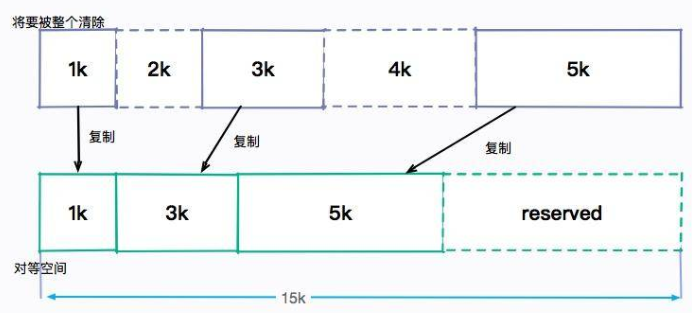 将要被整个清除
1k 2k 3k 4k 5k
复制 复制 复制
1k 3k 5k reserved
对等空间
15k